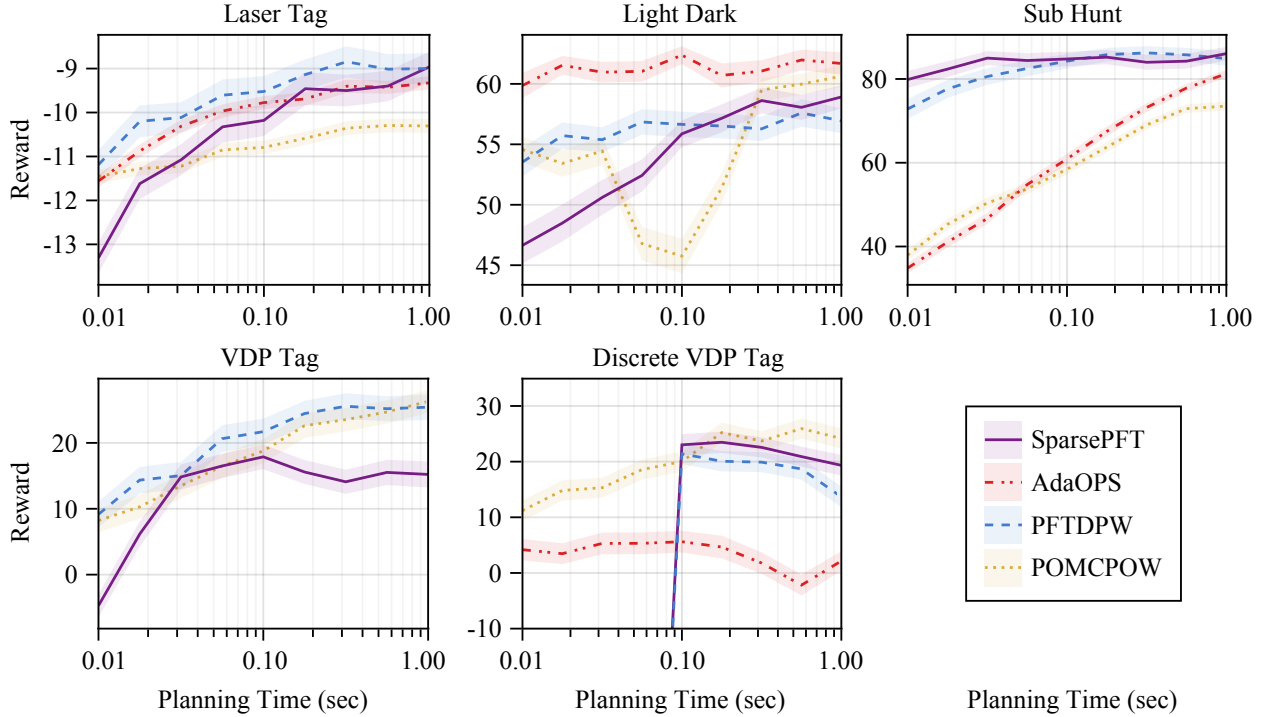 Laser Tag
Light Dark
Sub Hunt
Reward
-9
-10
-11
-12
-13
0.01
0.10
1.00
60
55
50
45
0.01
0.10
1.00
80
60
40
0.01
0.10
1.00
VDP Tag
Discrete VDP Tag
Reward
20
10
0
0.01
0.10
1.00
30
20
10
0
-10
0.01
0.10
1.00
SparsePFT
AdaOPS
PFTDPW
POMCPOW
Planning Time (sec)
Planning Time (sec)
Planning Time (sec)